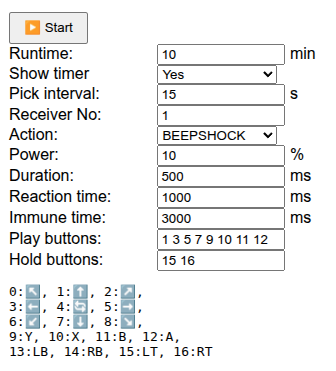 ▶️ Start
Runtime: 10 min
Show timer Yes
Pick interval: 15 s
Receiver No: 1
Action: BEEPSHOCK
Power: 10 %
Duration: 500 ms
Reaction time: 1000 ms
Immune time: 3000 ms
Play buttons: 1 3 5 7 9 10 11 12
Hold buttons: 15 16
0:↖️, 1:⬆️, 2:↗️,
3:⬅️, 4:🔄, 5:➡️,
6:↙️, 7:⬇️, 8:↘️,
9:Y, 10:X, 11:B, 12:A,
13:LB, 14:RB, 15:LT, 16:RT